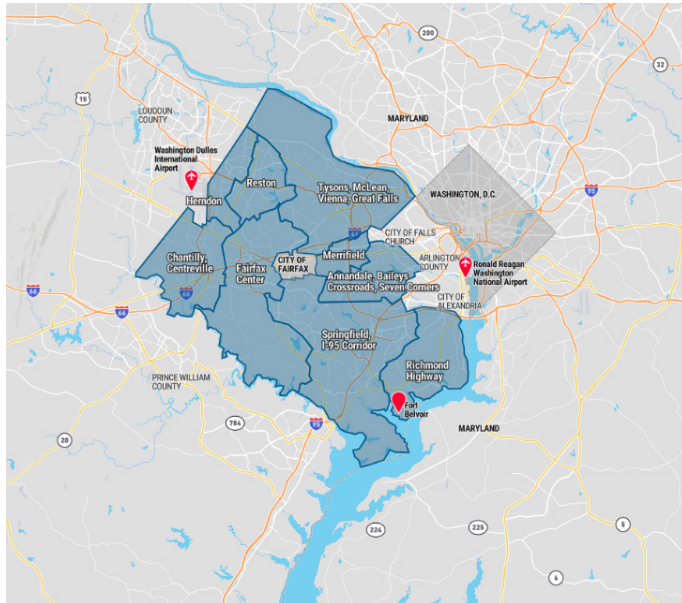 200
32
15
LOUDOUN
COUNTY
MARYLAND
Washington Dulles
International
Airport
Reston
Herndon
Tysons, McLean,
Vienna, Great Falls
WASHINGTON, D.C.
95
66
CITY OF FALLS
CHURCH
Chantilly,
Centreville
Fairfax
Center
CITY OF
FAIRFAX
Merrifield
ARLINGTON
COUNTY
Ronald Reagan
Washington
National Airport
Annandale, Baileys
Crossroads, Seven Corners
66
66
66
CITY OF
ALEXANDRIA
Springfield,
I-95 Corridor
Richmond
Highway
PRINCE WILLIAM
COUNTY
Fort
Belvoir
784
95
28
MARYLAND
224
225
5
6